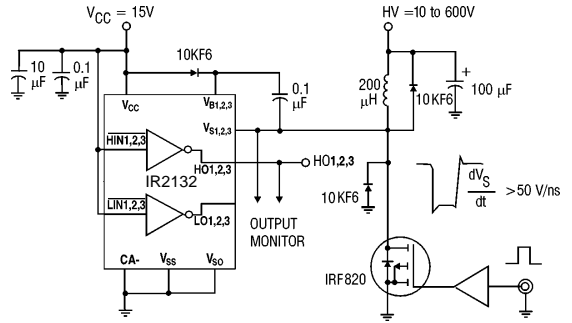 V_CC = 15V
HV =10 to 600V
10KF6
10 μF
0.1 μF
0.1 μF
200 μH
10KF6
+
100 μF
V_CC
V_B1,2,3
V_S1,2,3
HIN1,2,3
HO1,2,3
HO1,2,3
IR2132
LIN1,2,3
LO1,2,3
OUTPUT
MONITOR
10KF6
dV_S
dt
>50 V/ns
CA-
V_SS
V_SO
IRF820